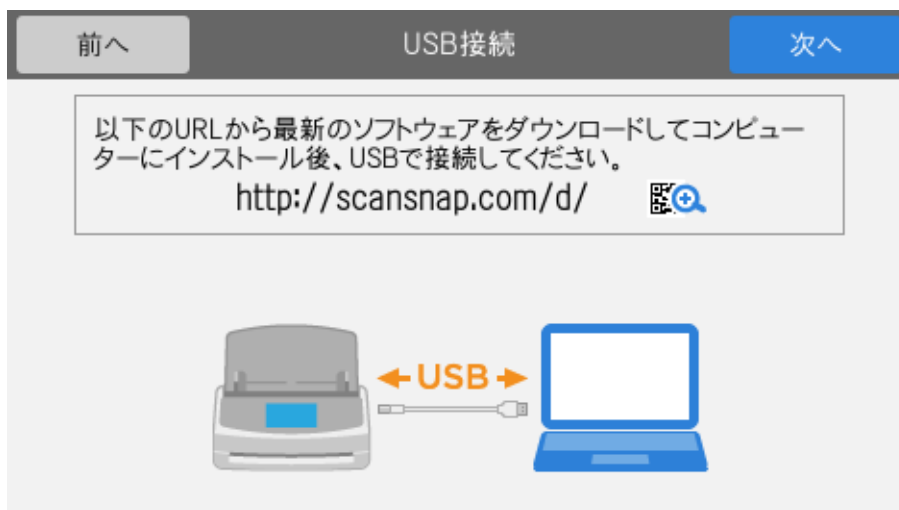 前へ
USB接続
次へ
以下のURLから最新のソフトウェアをダウンロードしてコンピュー
ターにインストール後、USBで接続してください。
http://scansnap.com/d/
USB